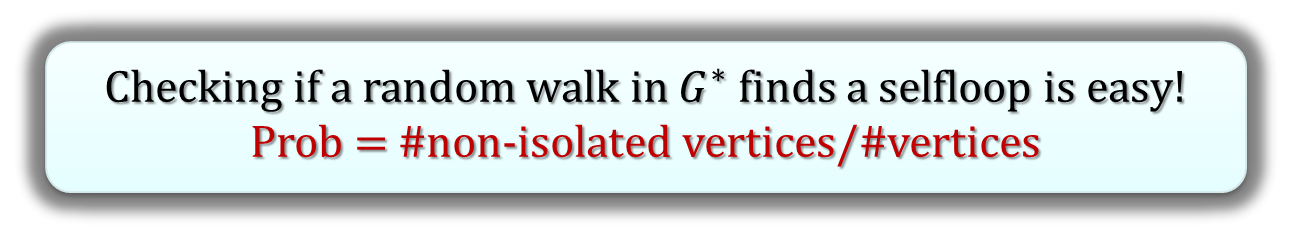 Checking if a random walk in G* finds a selfloop is easy!
Prob = #non-isolated vertices/#vertices